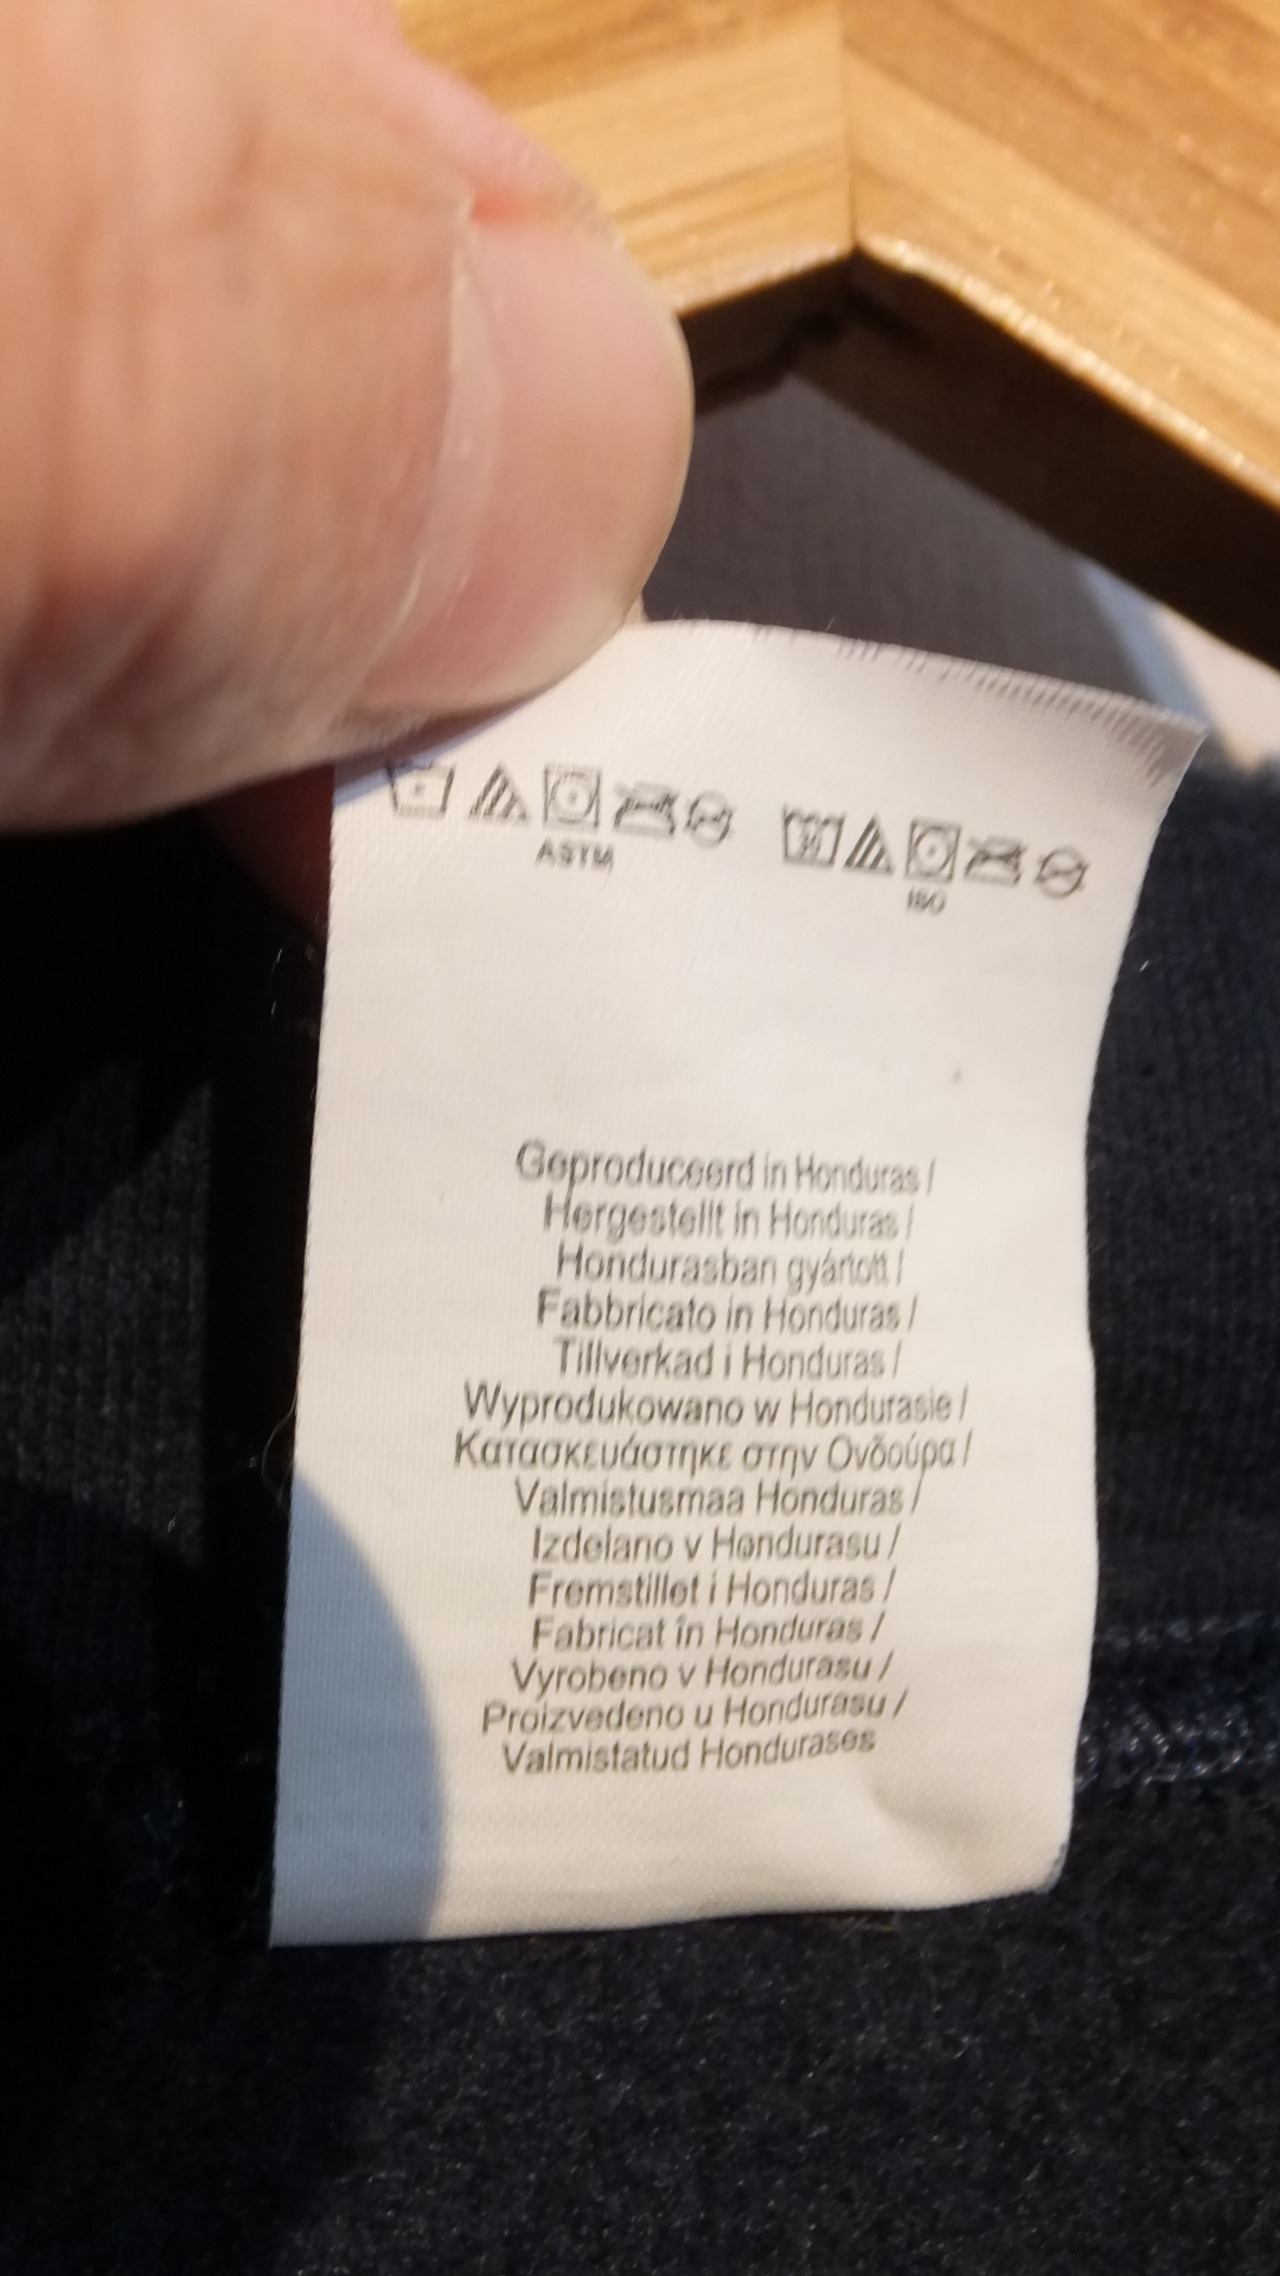 ASTM
30
ISO
Geproduceerd in Honduras /
Hergestellt in Honduras /
Hondurasban gyártott /
Fabbricato in Honduras /
Tillverkad i Honduras /
Wyprodukowano w Hondurasie /
Κατασκευάστηκε στην Ονδούρα /
Valmistusmaa Honduras /
Izdelano v Hondurasu /
Fremstillet i Honduras /
Fabricat în Honduras /
Vyrobeno v Hondurasu /
Proizvedeno u Hondurasu /
Valmistatud Hondurases